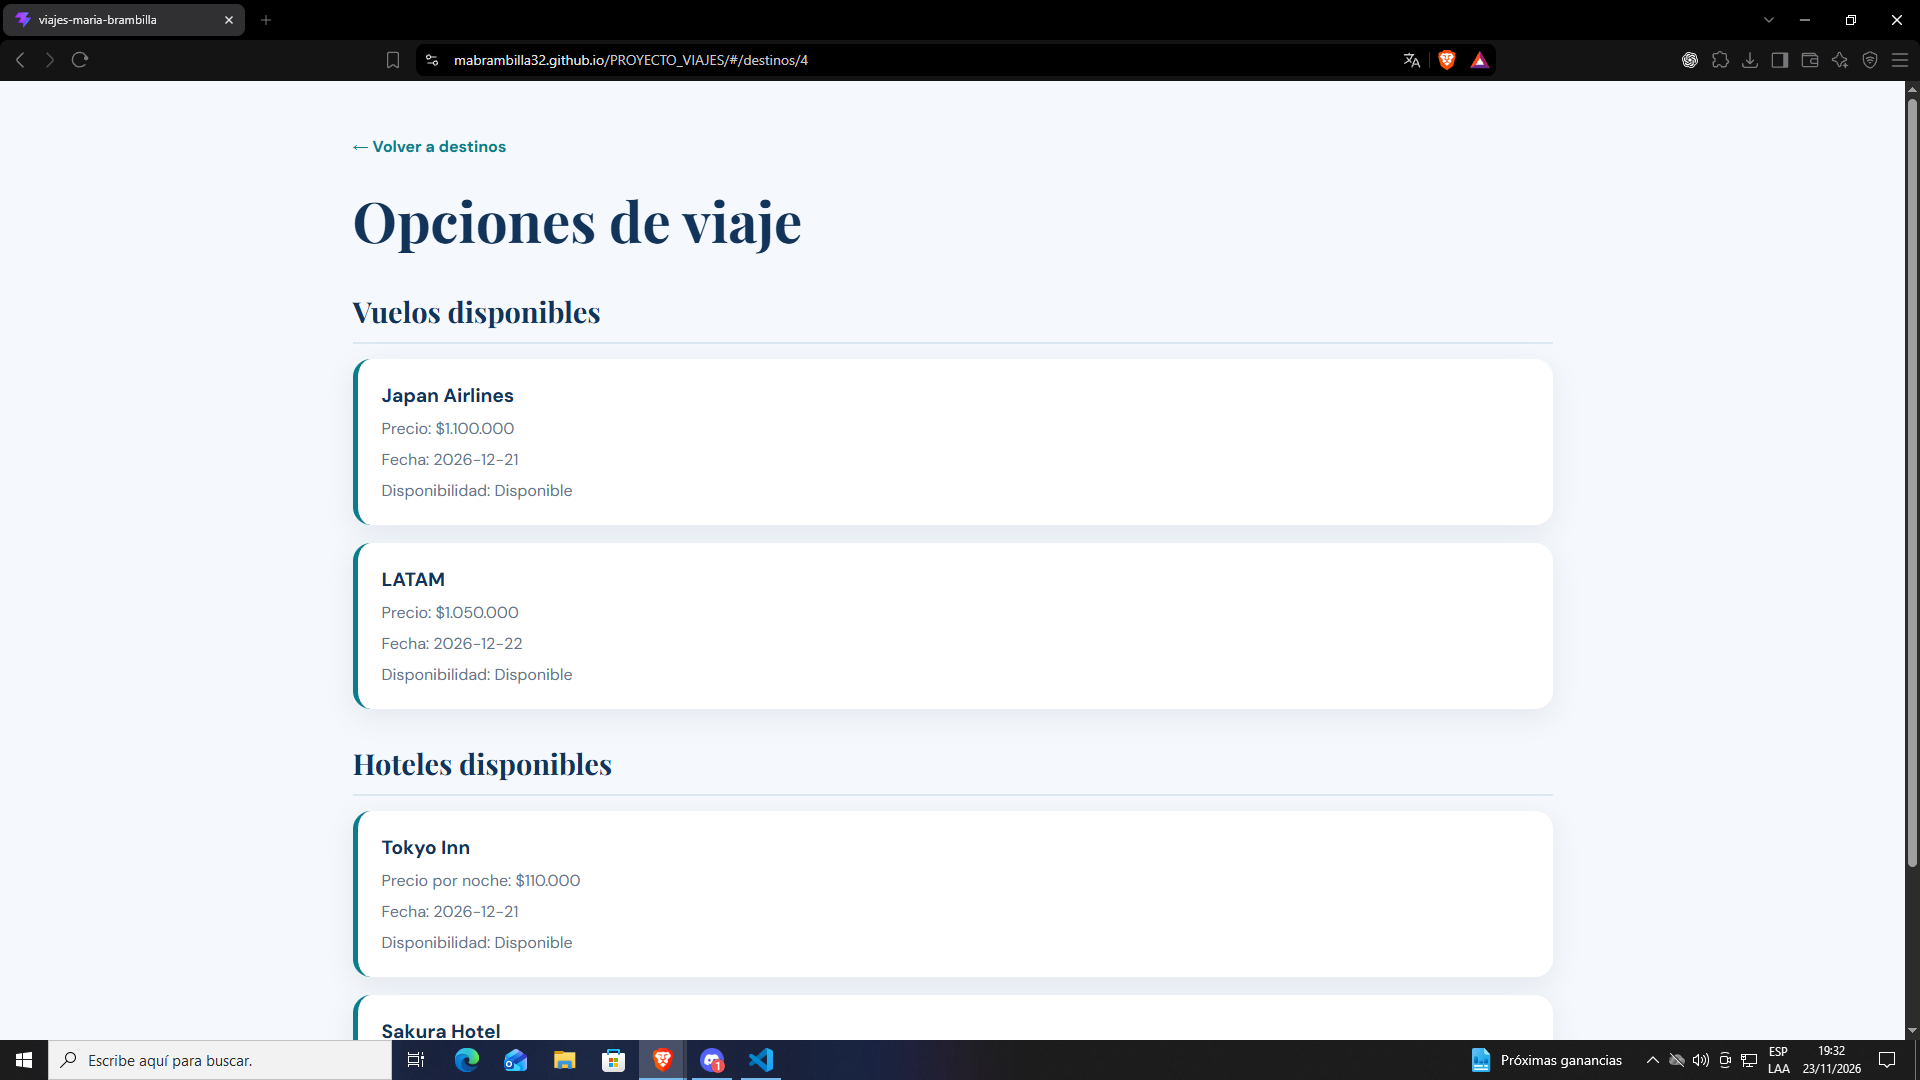 viajes-maria-brambilla
mabrambilla32.github.io/PROYECTO_VIAJES/#/destinos/4
← Volver a destinos
Opciones de viaje
Vuelos disponibles
Japan Airlines
Precio: $1.100.000
Fecha: 2026-12-21
Disponibilidad: Disponible
LATAM
Precio: $1.050.000
Fecha: 2026-12-22
Disponibilidad: Disponible
Hoteles disponibles
Tokyo Inn
Precio por noche: $110.000
Fecha: 2026-12-21
Disponibilidad: Disponible
Sakura Hotel
Escribe aquí para buscar.
1
Próximas ganancias
ESP
LAA
19:32
23/11/2026